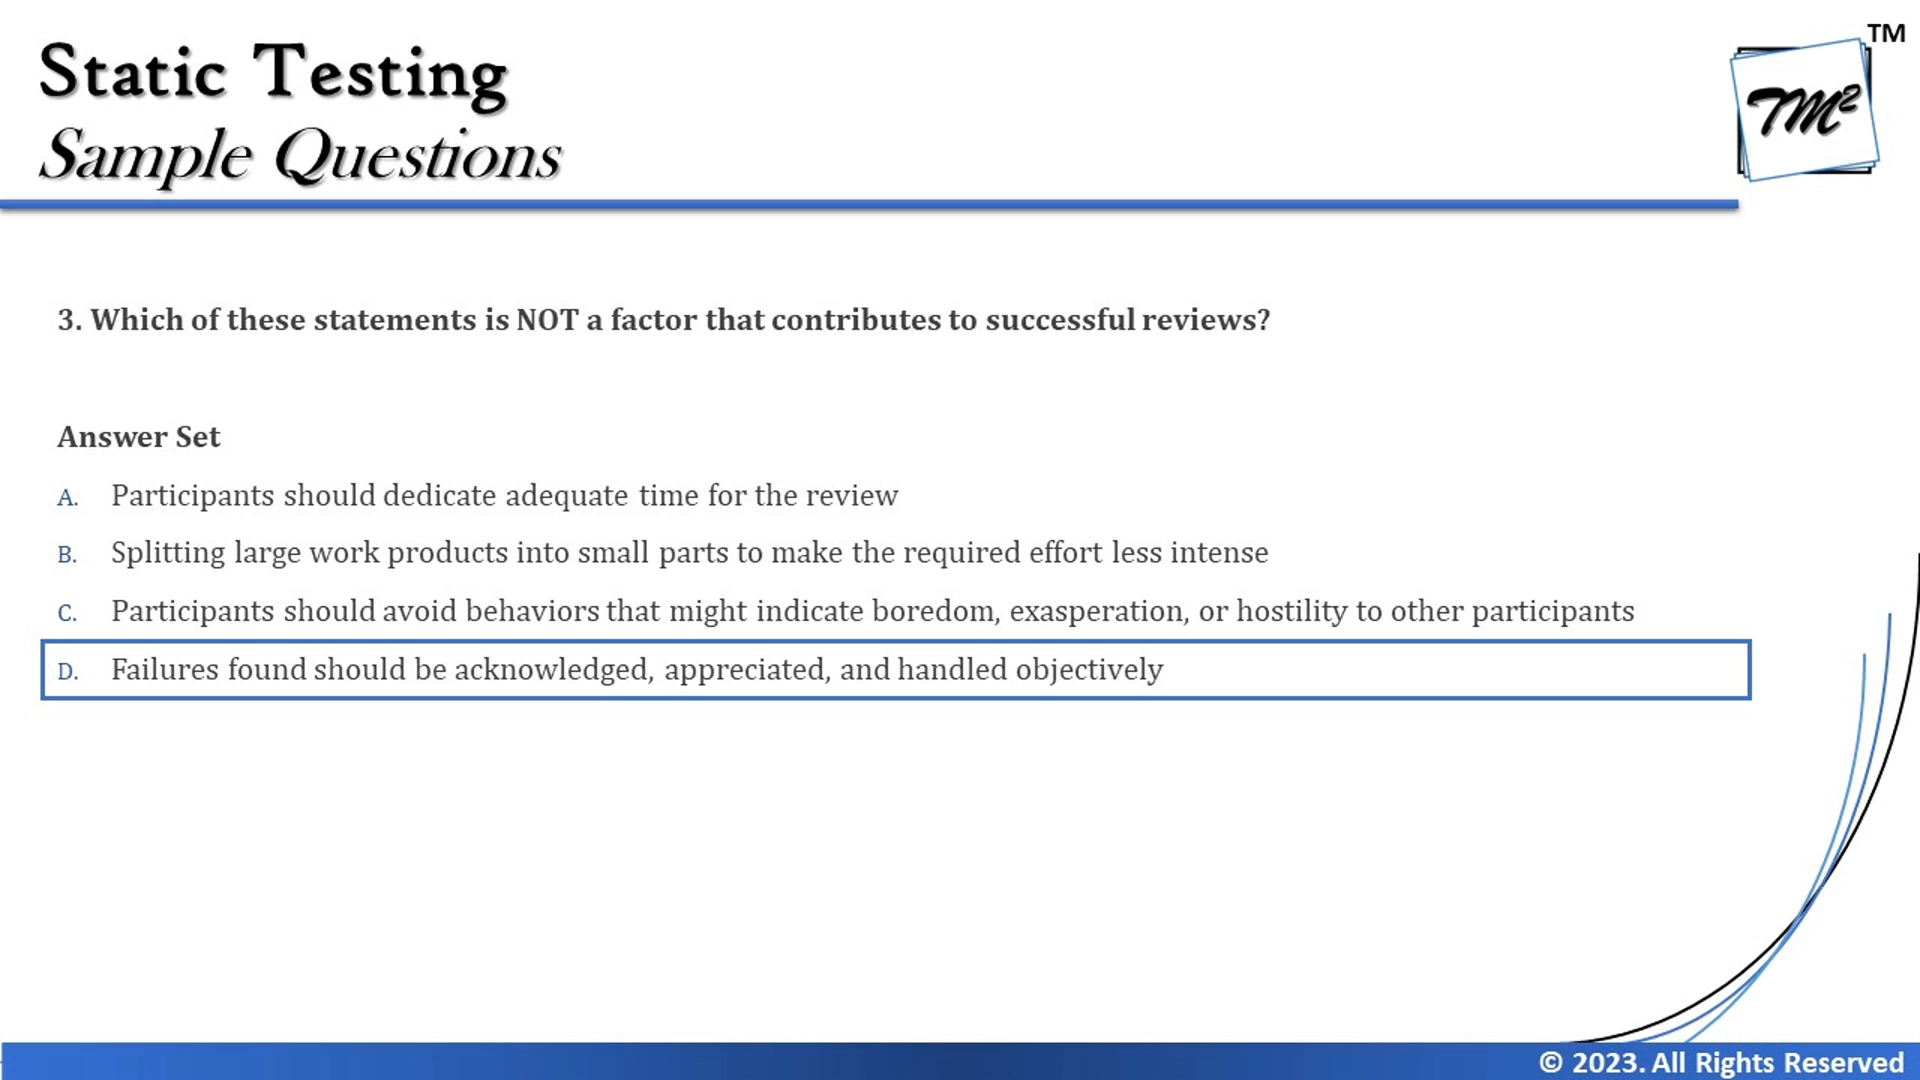 Static Testing
Sample Questions
TM
TM²
3. Which of these statements is NOT a factor that contributes to successful reviews?
Answer Set
A. Participants should dedicate adequate time for the review
B. Splitting large work products into small parts to make the required effort less intense
C. Participants should avoid behaviors that might indicate boredom, exasperation, or hostility to other participants
D. Failures found should be acknowledged, appreciated, and handled objectively
© 2023. All Rights Reserved